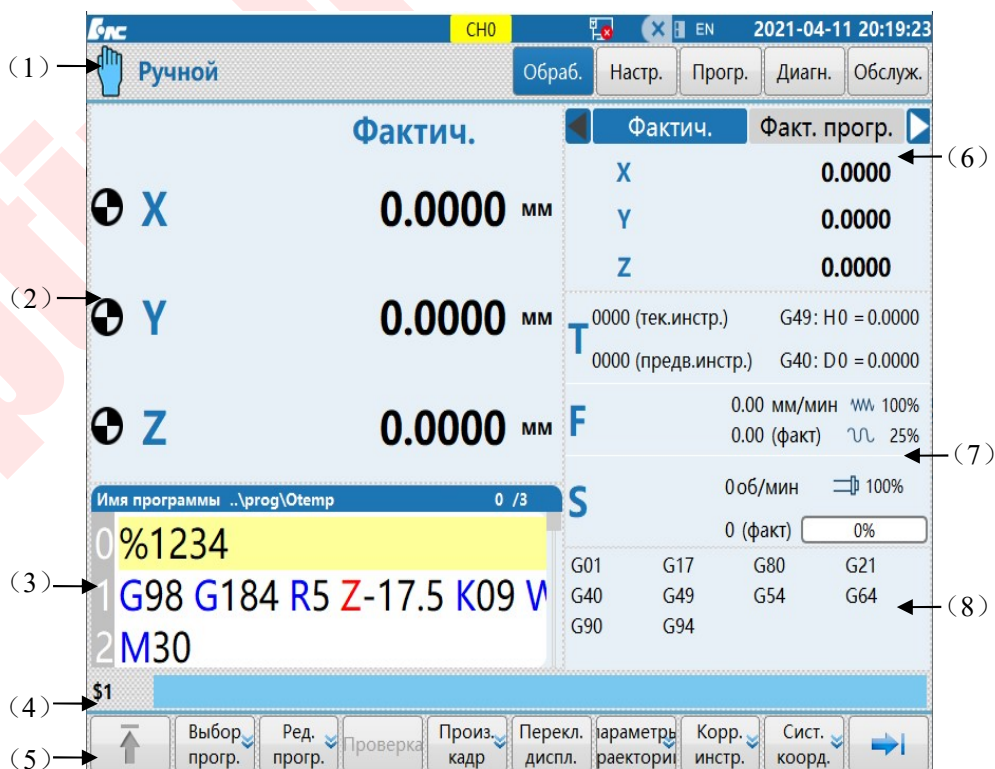 HNC CH0 EN 2021-04-11 20:19:23
(1) Ручной Обраб. Настр. Прогр. Диагн. Обслуж.
Фактич.
X 0.0000 мм
(2) Y 0.0000 мм
Z 0.0000 мм
Фактич. Факт. прогр.
X 0.0000 (6)
Y 0.0000
Z 0.0000
T 0000 (тек.инстр.) G49: H0 = 0.0000
0000 (предв.инстр.) G40: D0 = 0.0000
F 0.00 мм/мин 100%
0.00 (факт) 25%
(7)
S 0 об/мин 100%
0 (факт) 0%
Имя программы ..\prog\Otemp 0 /3
0 %1234
(3) 1 G98 G184 R5 Z-17.5 K09
2 M30
G01 G17 G80 G21
G40 G49 G54 G64 (8)
G90 G94
$1
(4)
(5)
Выбор прогр.
Ред. прогр.
Проверка
Произ. кадр
Перекл. диспл.
араметры
раектори
Корр. инстр.
Сист. коорд.